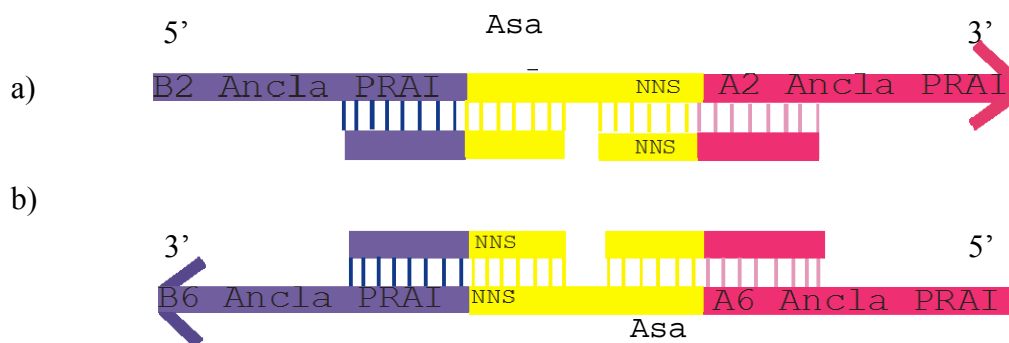 5’ Asa 3’
a) B2 Ancla PRAI NNS A2 Ancla PRAI
NNS
b)
3’ NNS 5’
B6 Ancla PRAI NNS A6 Ancla PRAI
Asa